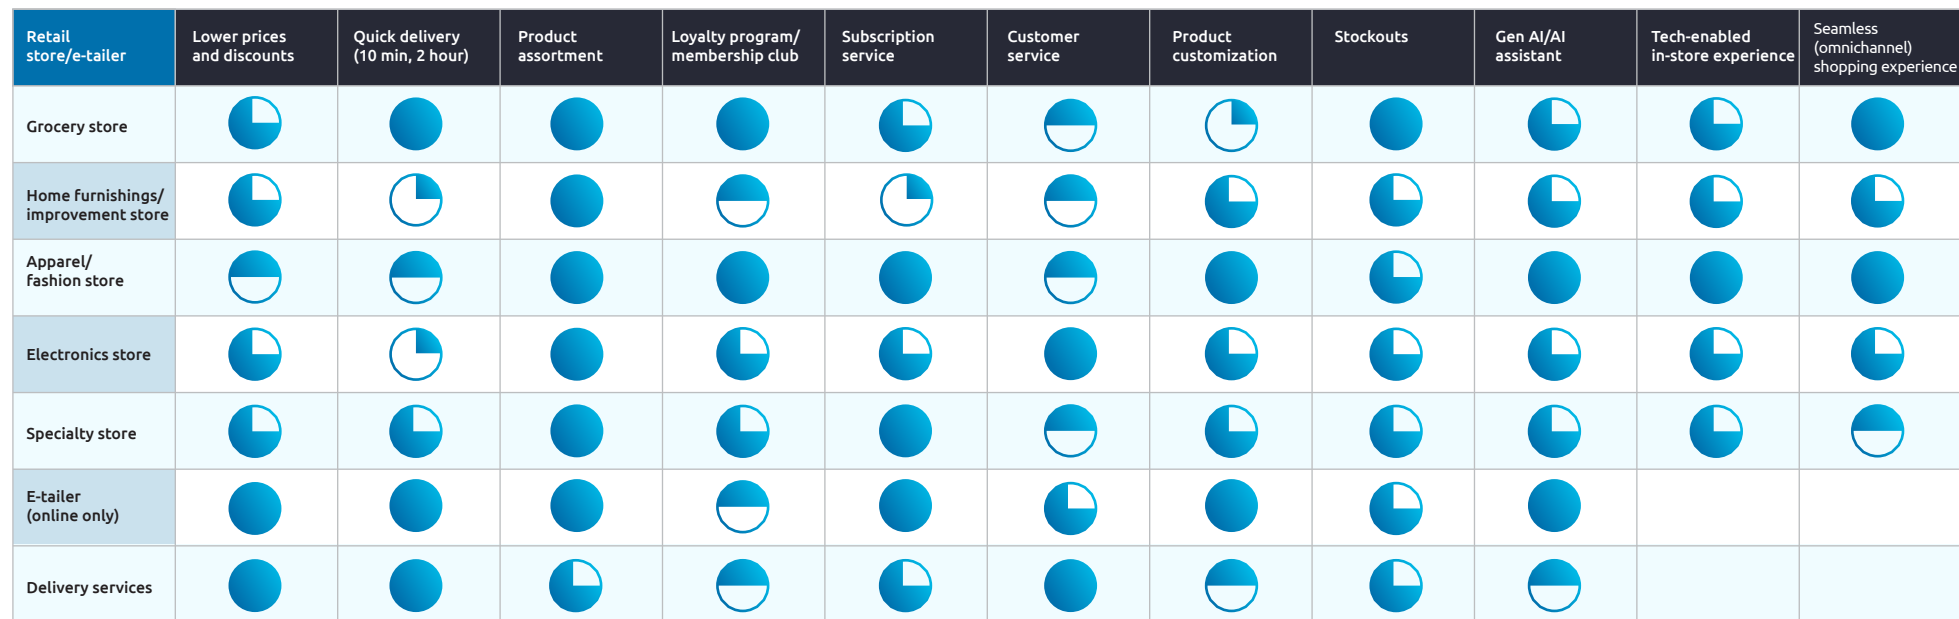 Retail
store/e-tailer
Lower prices
and discounts
Quick delivery
(10 min, 2 hour)
Product
assortment
Loyalty program/
membership club
Subscription
service
Customer
service
Product
customization
Stockouts
Gen AI/AI
assistant
Tech-enabled
in-store experience
Seamless
(omnichannel)
shopping experience
Grocery store
Home furnishings/
improvement store
Apparel/
fashion store
Electronics store
Specialty store
E-tailer
(online only)
Delivery services